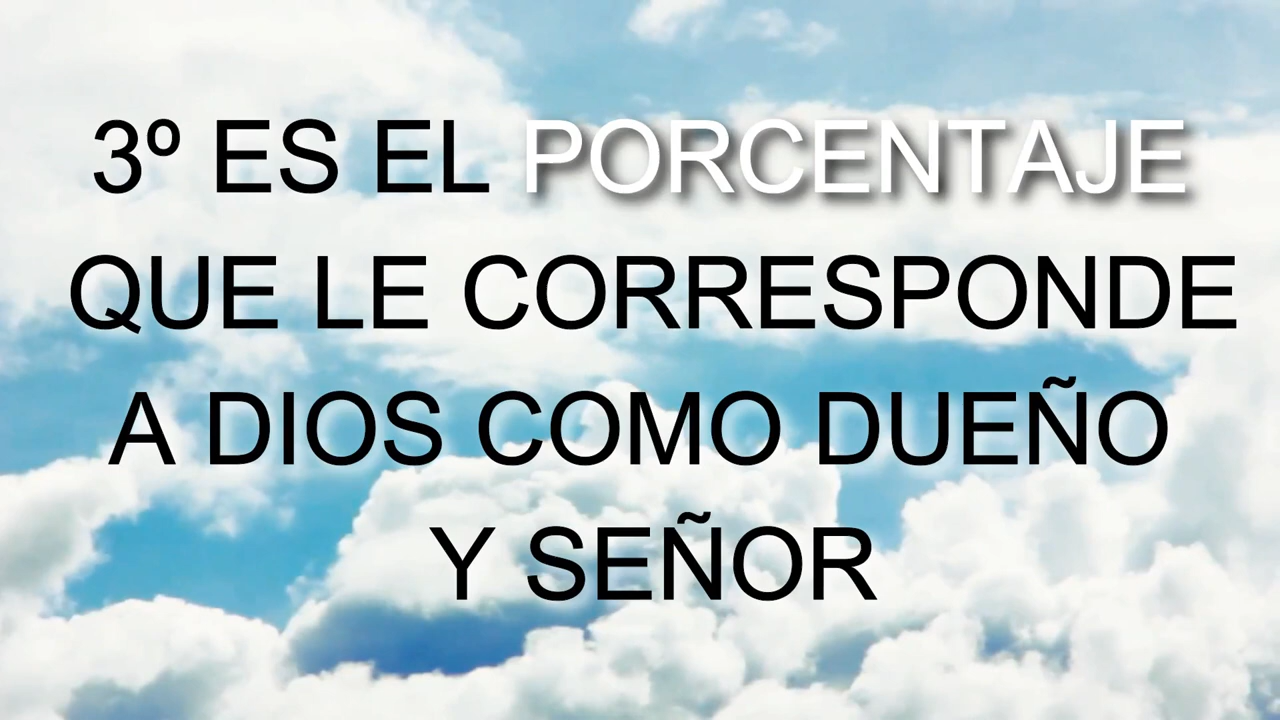 3º ES EL PORCENTAJE
QUE LE CORRESPONDE
A DIOS COMO DUEÑO
Y SEÑOR